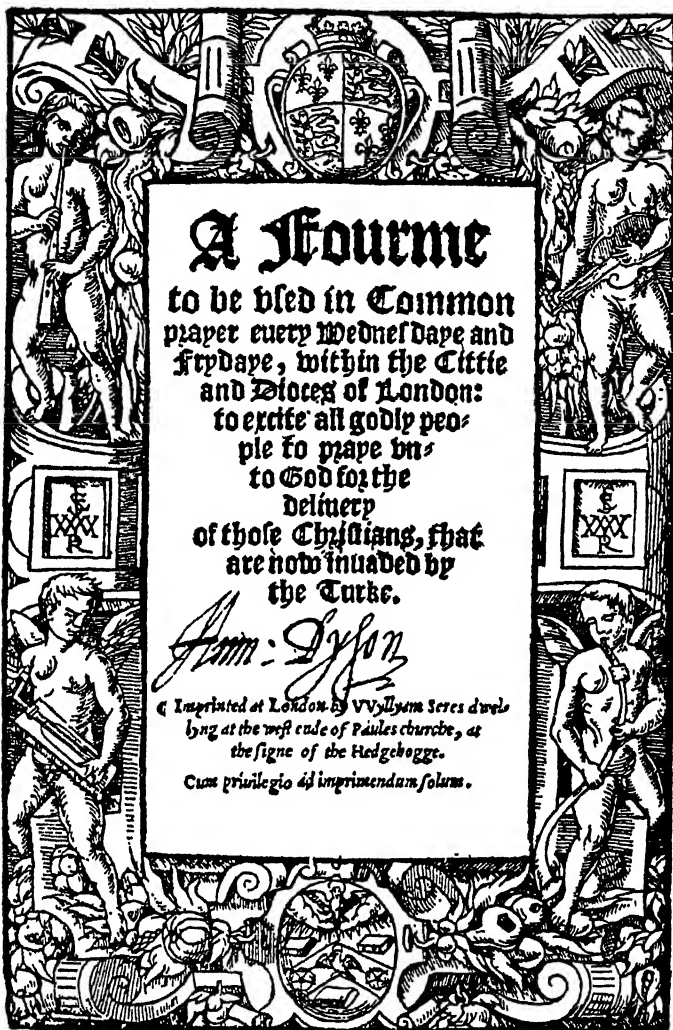 A Fourme
to be vſed in Common
prayer euery Wedneſdaye and
Frydaye, within the Cittie
and Dioces of London:
to excite all godly peo⸗
ple to praye vn⸗
to God for the
deliuery
of thoſe Chriſtians, that
are now inuaded by
the Turke.
Hum: Dyſon
¶ Imprinted at London by VVyllyam Seres dwel⸗
lyng at the weſt ende of Paules churche, at
the ſigne of the Hedgehogge.
Cum priuilegio ad imprimendum ſolum.